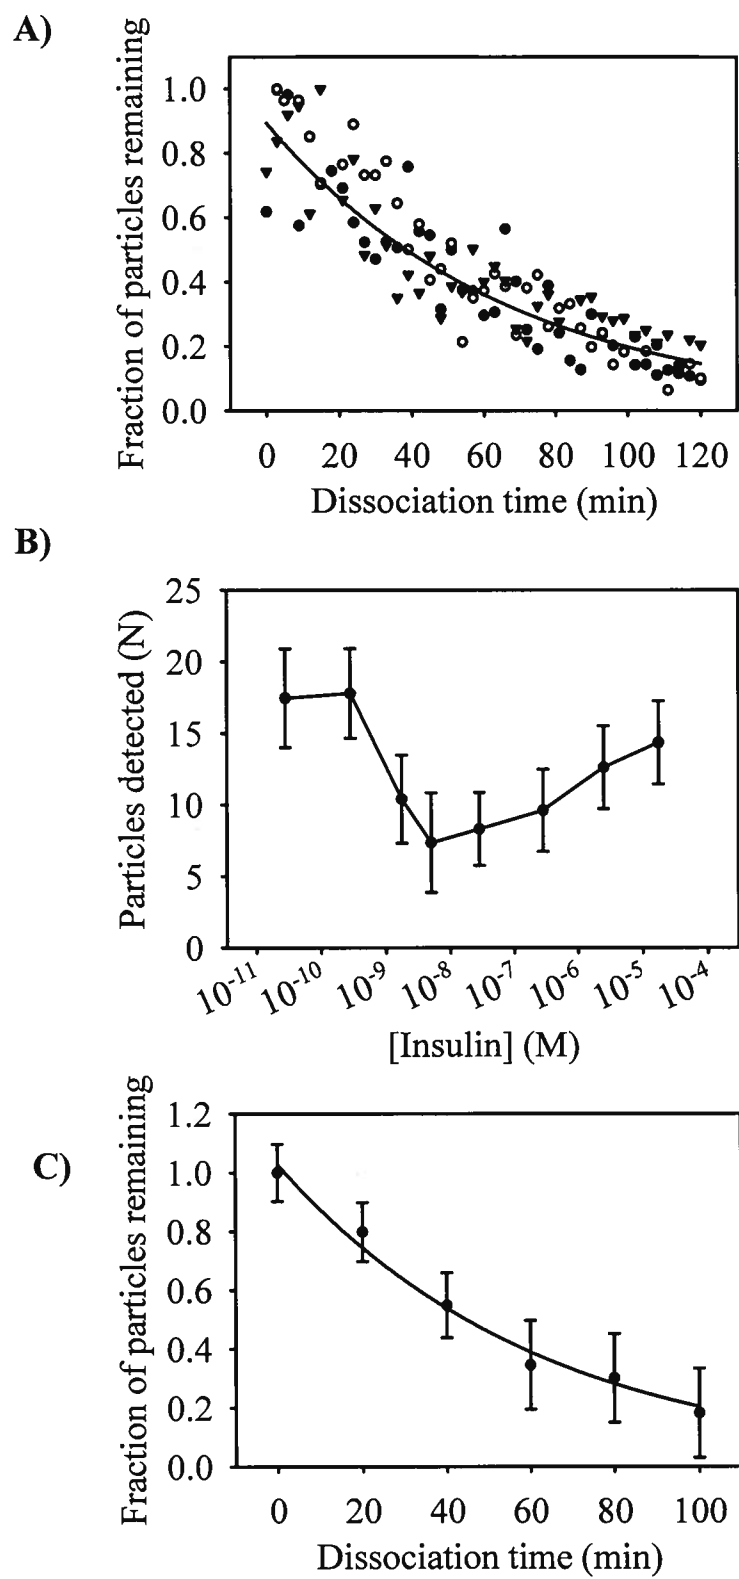 A)
Fraction of particles remaining
1.0
0.8
0.6
0.4
0.2
0.0
0 20 40 60 80 100 120
Dissociation time (min)
B)
Particles detected (N)
25
20
15
10
5
0
10-11 10-10 10-9 10-8 10-7 10-6 10-5 10-4
[Insulin] (M)
C)
Fraction of particles remaining
1.2
1.0
0.8
0.6
0.4
0.2
0.0
0 20 40 60 80 100
Dissociation time (min)